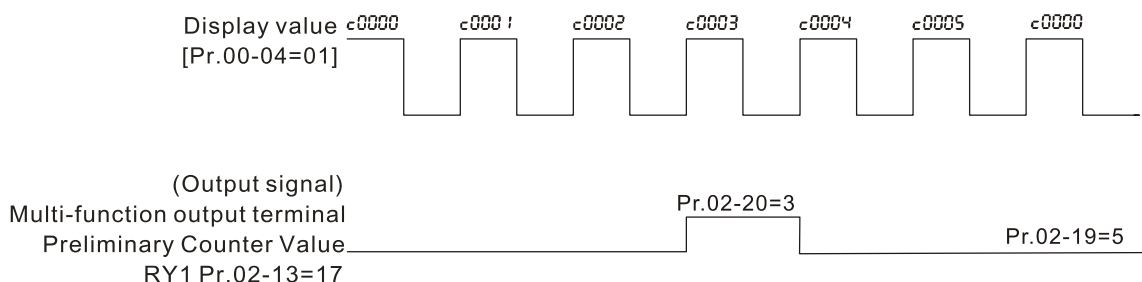 Display value c0000 c0001 c0002 c0003 c0004 c0005 c0000
[Pr.00-04=01]
(Output signal)
Multi-function output terminal Pr.02-20=3
Preliminary Counter Value Pr.02-19=5
RY1 Pr.02-13=17